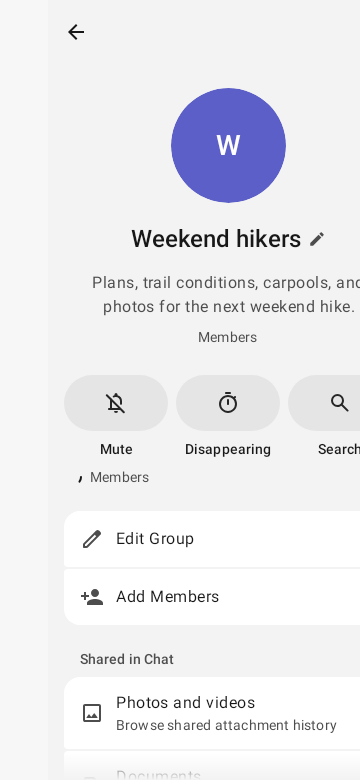 W
Weekend hikers
Plans, trail conditions, carpools, and
photos for the next weekend hike.
Members
Mute
Disappearing
Search
Members
Edit Group
Add Members
Shared in Chat
Photos and videos
Browse shared attachment history
Documents